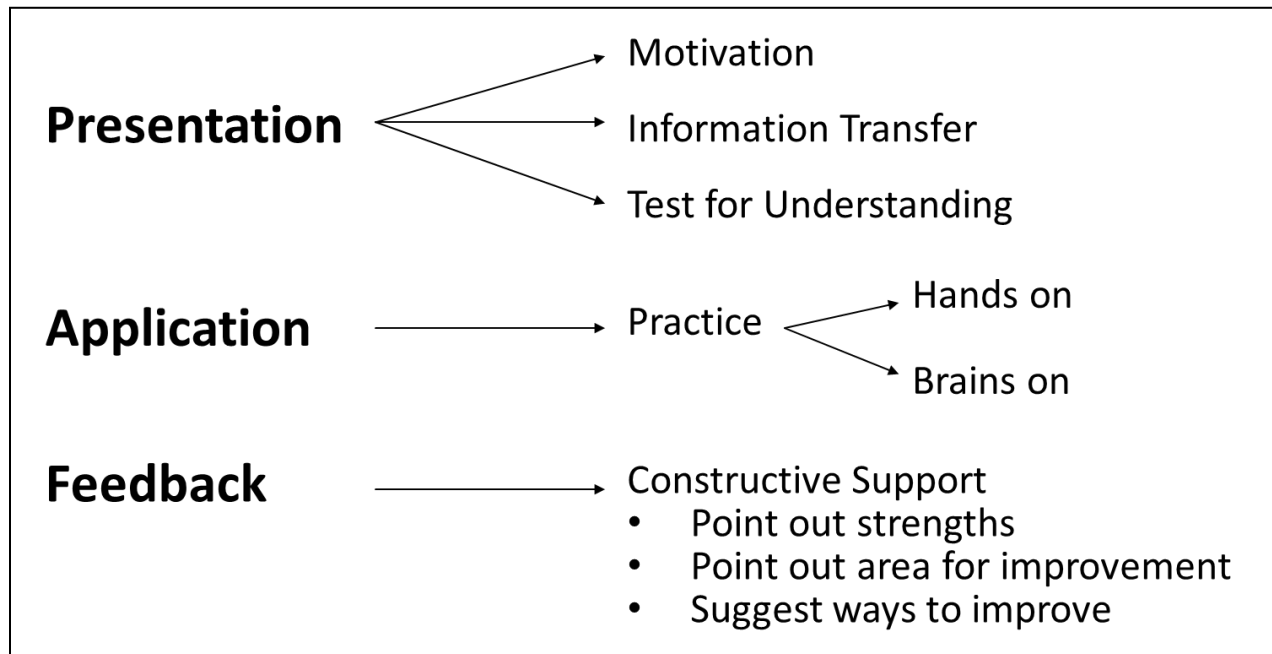 Presentation
Motivation
Information Transfer
Test for Understanding
Application
Practice
Hands on
Brains on
Feedback
Constructive Support
• Point out strengths
• Point out area for improvement
• Suggest ways to improve